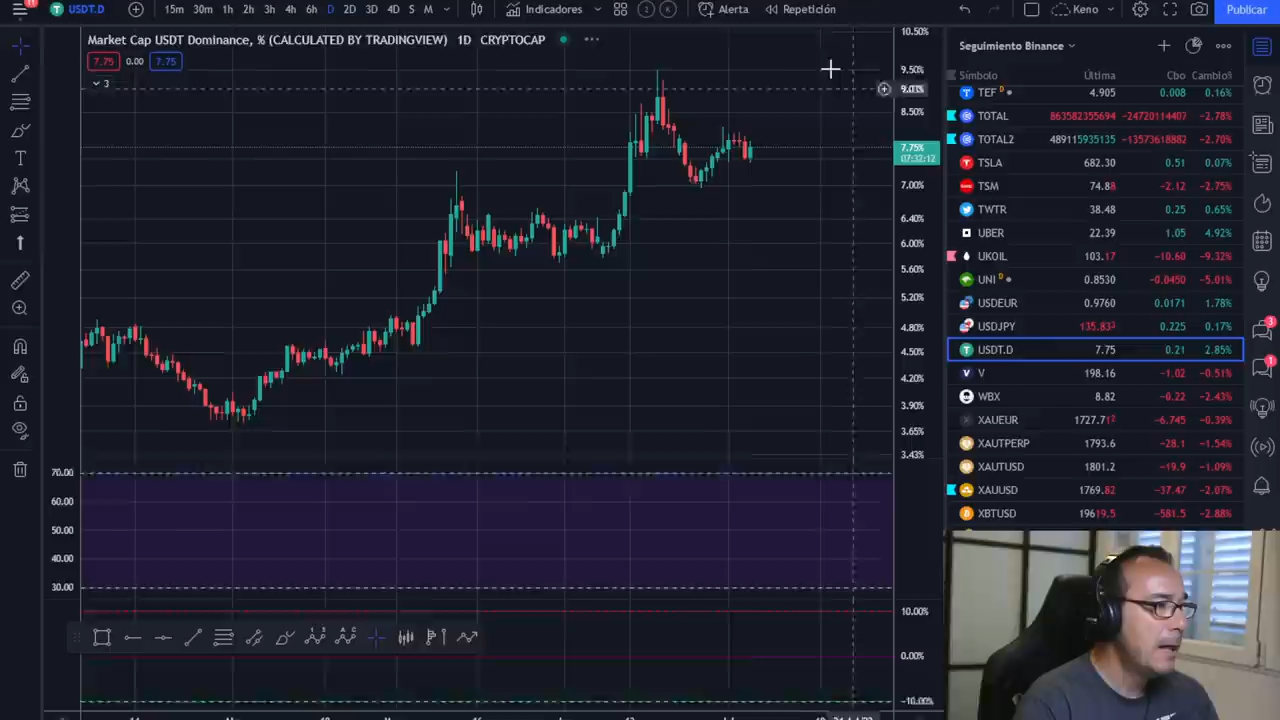 11 USDT.D 15m 30m 1h 2h 3h 4h 6h D 2D 3D 4D S M Indicadores Alerta Repetición Keno Publicar
Market Cap USDT Dominance, % (CALCULATED BY TRADINGVIEW) 1D CRYPTOCAP
7.75 0.00 7.75
3
10.50%
9.50%
9.01%
8.50%
7.75%
07:32:12
7.00%
6.40%
6.00%
5.60%
5.20%
4.80%
4.50%
4.20%
3.90%
3.65%
3.43%
70.00
60.00
50.00
40.00
30.00
10.00%
0.00%
-10.00%
Seguimiento Binance
Símbolo Última Cbo Cambio%
TEF D 4.905 0.008 0.16%
TOTAL 863582355694 -24720114407 -2.78%
TOTAL2 489115935135 -13573618882 -2.70%
TSLA 682.30 0.51 0.07%
TSM 74.88 -2.12 -2.75%
TWTR 38.48 0.25 0.65%
UBER 22.39 1.05 4.92%
UKOIL 103.17 -10.60 -9.32%
UNI D 0.8530 -0.0450 -5.01%
USDEUR 0.9760 0.0171 1.78%
USDJPY 135.833 0.225 0.17%
USDT.D 7.75 0.21 2.85%
V 198.16 -1.02 -0.51%
WBX 8.82 -0.22 -2.43%
XAUEUR 1727.712 -6.745 -0.39%
XAUTPERP 1793.6 -28.1 -1.54%
XAUTUSD 1801.2 -19.9 -1.09%
XAUUSD 1769.82 -37.47 -2.07%
XBTUSD 19619.5 -581.5 -2.88%
3
1